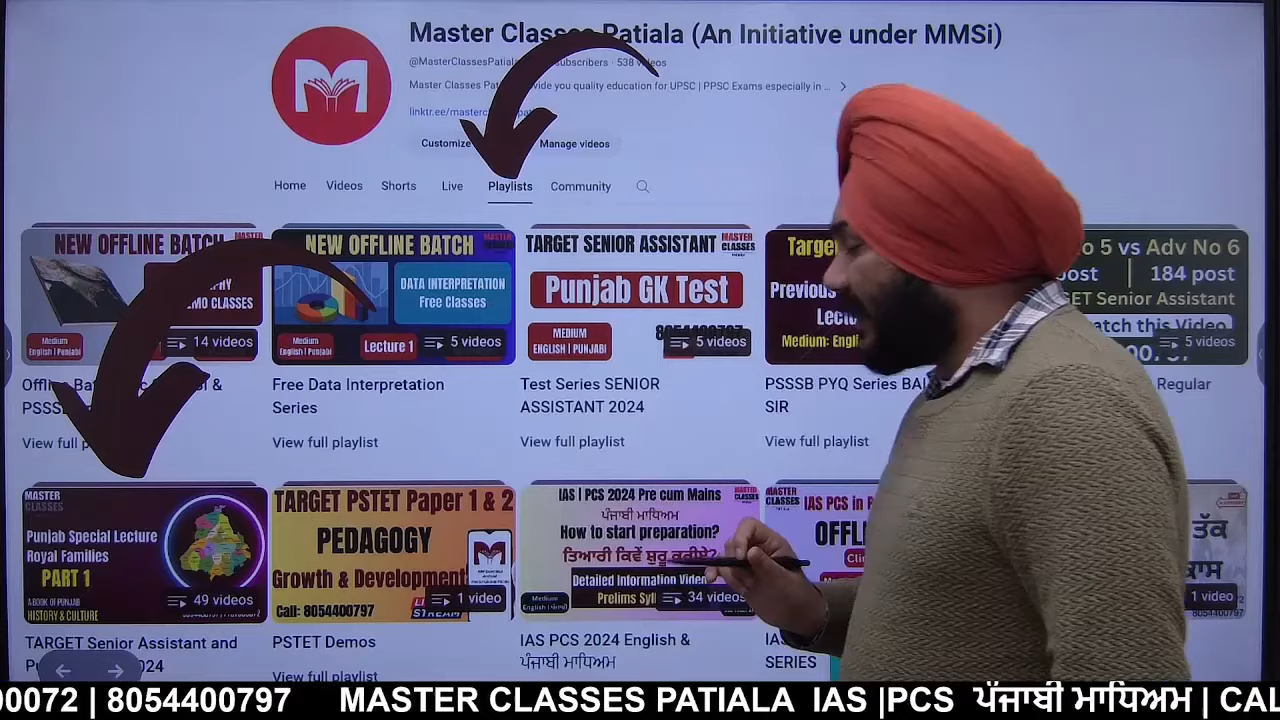 Master Classes Patiala (An Initiative under MMSi)
@MasterClassesPatiala subscribers · 538 videos
Master Classes Pat vide you quality education for UPSC | PPSC Exams especially in ...
linktr.ee/masterc pat
Customize Manage videos
Home Videos Shorts Live Playlists Community
NEW OFFLINE BATCH MASTER
MO CLASSES
Medium
English | Punjabi
14 videos
View full p
NEW OFFLINE BATCH
DATA INTERPRETATION
Free Classes
Medium
English | Punjabi
Lecture 1
5 videos
Free Data Interpretation
Series
View full playlist
TARGET SENIOR ASSISTANT MASTER
CLASSES
Punjab GK Test
MEDIUM
ENGLISH | PUNJABI
5 videos
Test Series SENIOR
ASSISTANT 2024
View full playlist
Targe
Previous
Lectu
Medium: Engli
PSSSB PYQ Series BA
SIR
View full playlist
o 5 vs Adv No 6
post | 184 post
GET Senior Assistant
atch this Video
5 videos
Regular
MASTER
CLASSES
Punjab Special Lecture
Royal Families
PART 1
A BOOK OF PUNJAB
HISTORY & CULTURE
49 videos
TARGET Senior Assistant and
2024
TARGET PSTET Paper 1 & 2
PEDAGOGY
Growth & Development
Call: 8054400797
LI
STREAM
1 video
PSTET Demos
View full playlist
IAS | PCS 2024 Pre cum Mains
ਪੰਜਾਬੀ ਮਾਧਿਅਮ
How to start preparation?
ਤਿਆਰੀ ਕਿਵੇਂ ਸ਼ੁਰੂ ਕਰੀਏ?
Detailed Information Video
Prelims Syl
Medium
English | ਪੰਜਾਬੀ
34 videos
IAS PCS 2024 English &
ਪੰਜਾਬੀ ਮਾਧਿਅਮ
MASTER
CLASSES
IAS PCS in P
OFFL
IAS
SERIES
ਤੱਕ
1 video
00072 | 8054400797 MASTER CLASSES PATIALA IAS |PCS ਪੰਜਾਬੀ ਮਾਧਿਅਮ | CAL